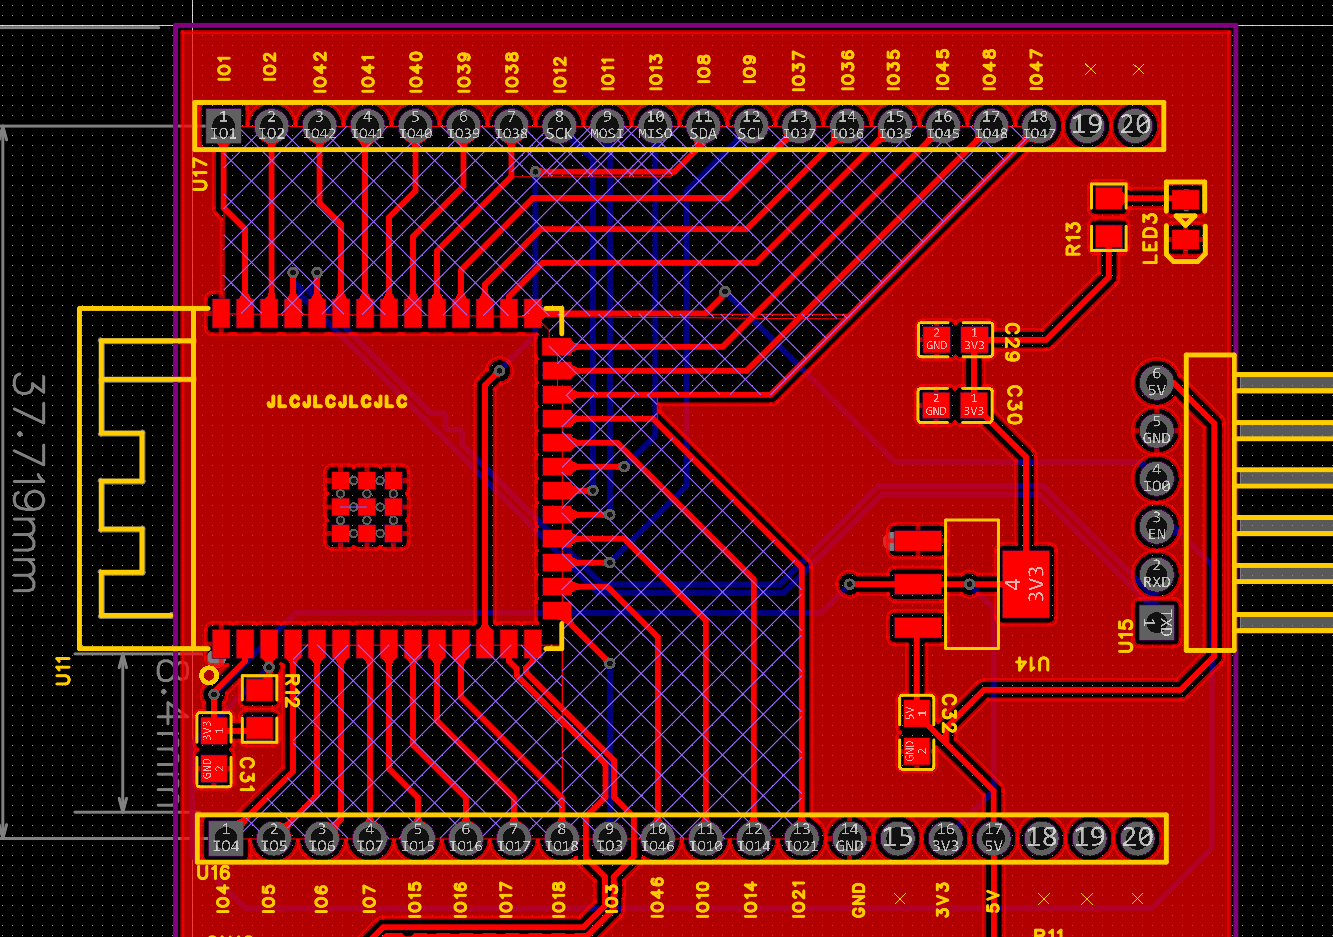 IO1 IO2 IO42 IO41 IO40 IO39 IO38 IO12 IO11 IO13 IO8 IO9 IO37 IO36 IO35 IO45 IO48 IO47
1 2 3 4 5 6 7 8 9 10 11 12 13 14 15 16 17 18 19 20
IO1 IO2 IO42 IO41 IO40 IO39 IO38 SCK MOSI MISO SDA SCL IO37 IO36 IO35 IO45 IO48 IO47
U17
R13
LED3
2 GND
1 3V3
C29
2 GND
1 3V3
C30
37.719mm
JLCJLCJLCJLC
6 5V
5 GND
4 IO0
3 EN
2 RXD
1 TXD
U15
4 3V3
U14
U11
R12
3V3 1
GND 2
C31
5V 1
GND 2
C32
1 2 3 4 5 6 7 8 9 10 11 12 13 14 15 16 17 18 19 20
IO4 IO5 IO6 IO7 IO15 IO16 IO17 IO18 IO3 IO46 IO10 IO14 IO21 GND 3V3 5V
U16
IO4 IO5 IO6 IO7 IO15 IO16 IO17 IO18 IO3 IO46 IO10 IO14 IO21 GND 3V3 5V